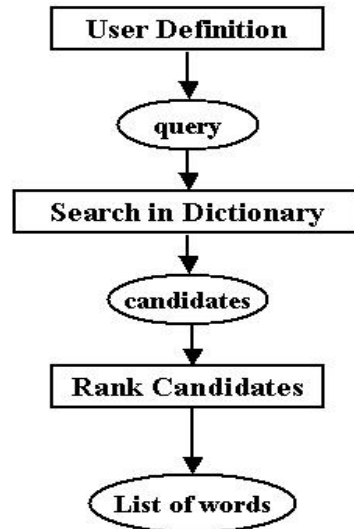 User Definition
query
Search in Dictionary
candidates
Rank Candidates
List of words